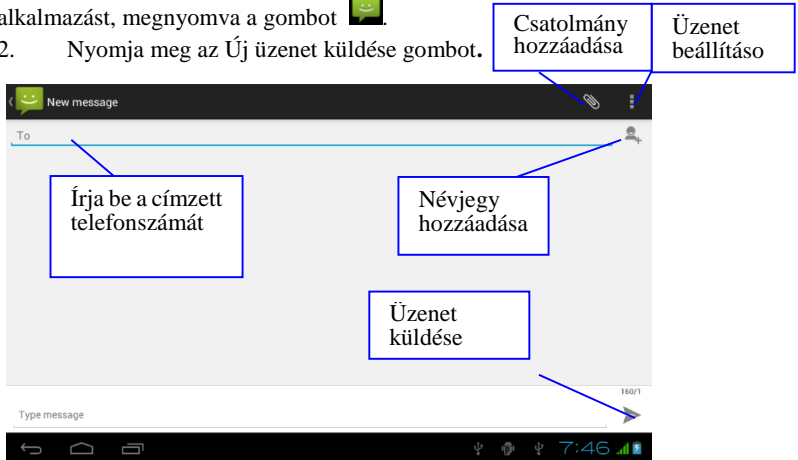 alkalmazást, megnyomva a gombot .
2. Nyomja meg az Új üzenet küldése gombot.
Csatolmány
hozzáadása
Üzenet
beállításo
New message
To
Írja be a címzett
telefonszámát
Névjegy
hozzáadása
Üzenet
küldése
160/1
Type message
7:46